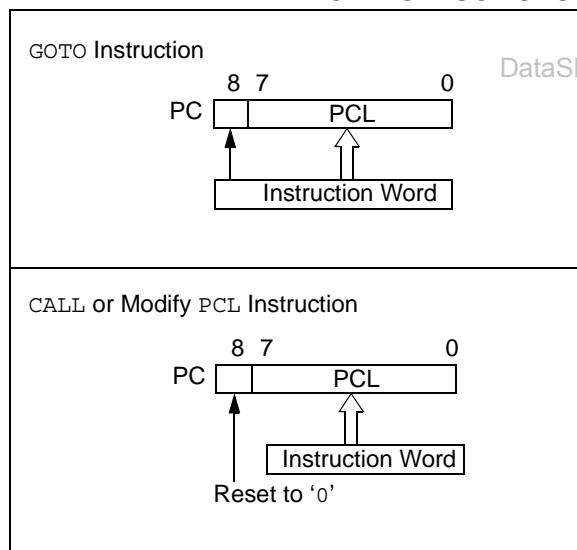 GOTO Instruction
8 7 0
PC PCL
Instruction Word
CALL or Modify PCL Instruction
8 7 0
PC PCL
Instruction Word
Reset to ‘0’